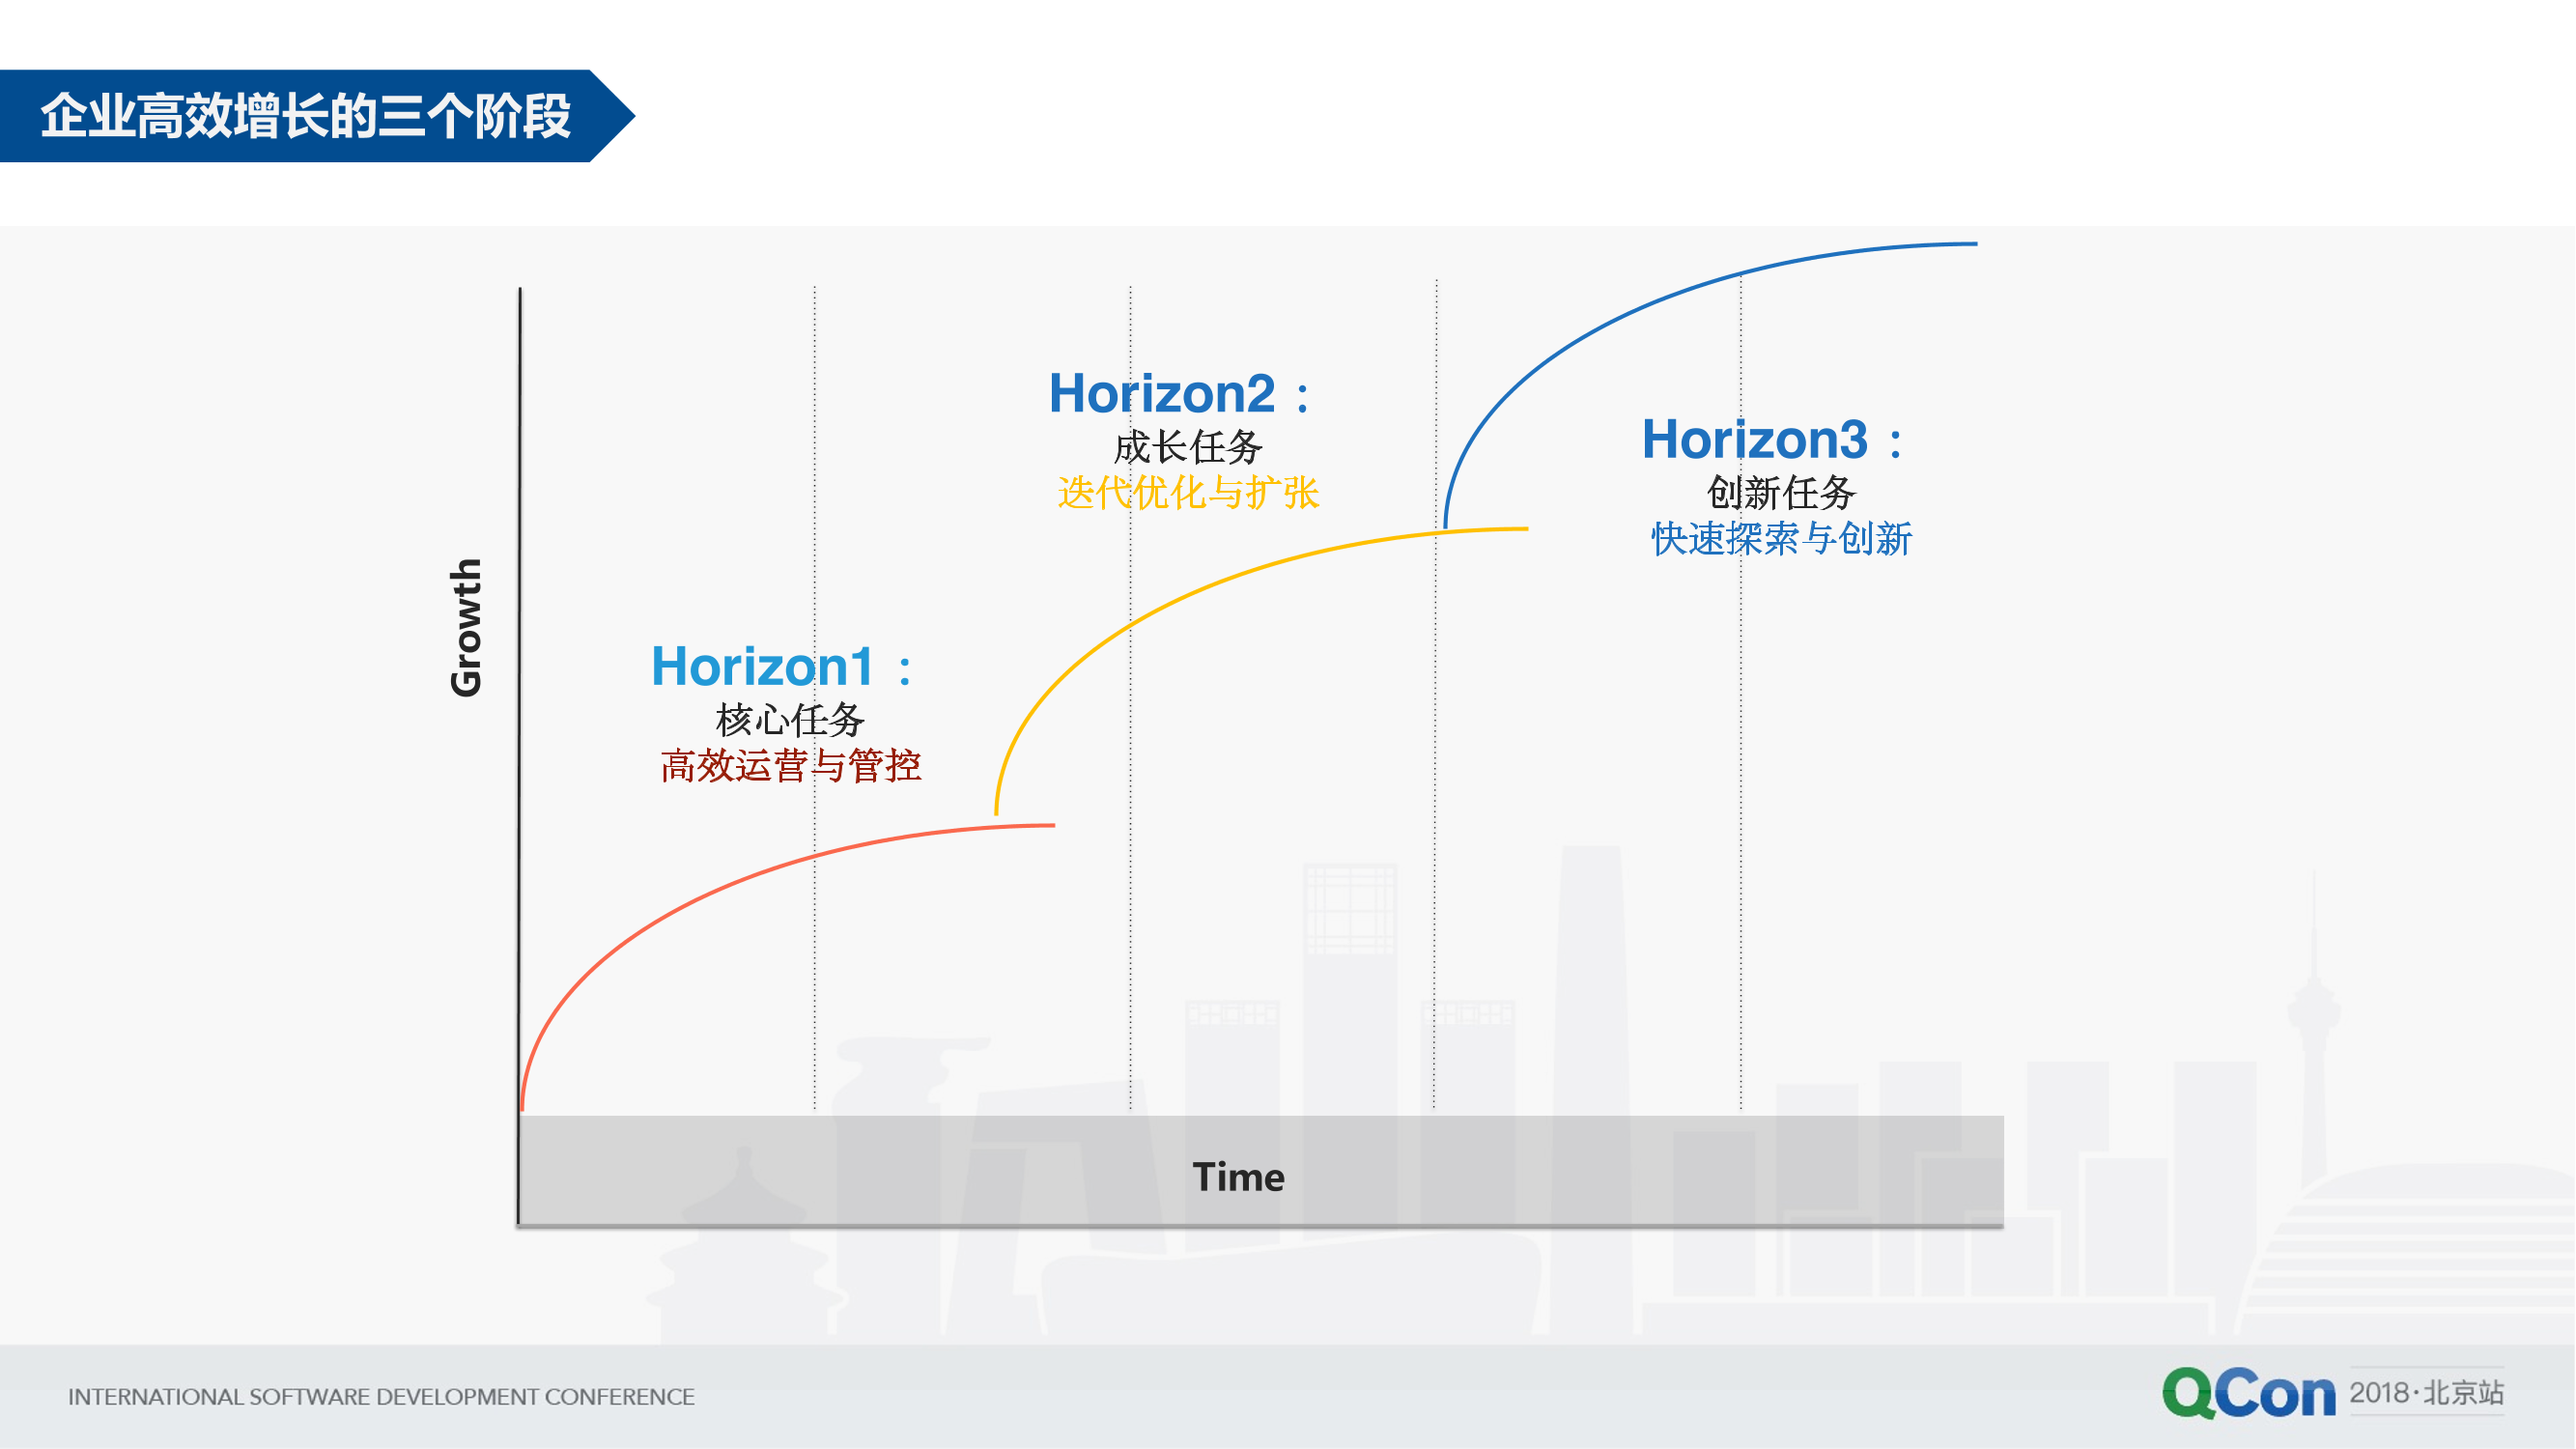 企业高效增长的三个阶段
Growth
Horizon1：
核心任务
高效运营与管控
Horizon2：
成长任务
迭代优化与扩张
Horizon3：
创新任务
快速探索与创新
Time
INTERNATIONAL SOFTWARE DEVELOPMENT CONFERENCE
QCon 2018·北京站